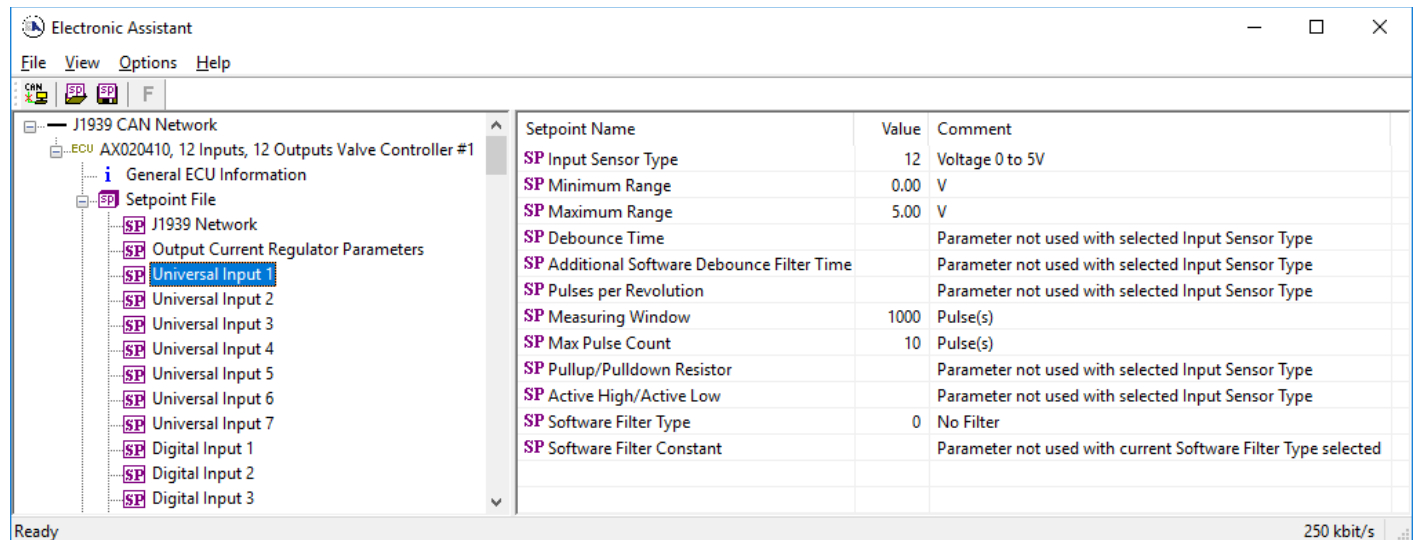 Electronic Assistant
File View Options Help
CAN SP SP F
J1939 CAN Network
ECU AX020410, 12 Inputs, 12 Outputs Valve Controller #1
i General ECU Information
SP Setpoint File
SP J1939 Network
SP Output Current Regulator Parameters
SP Universal Input 1
SP Universal Input 2
SP Universal Input 3
SP Universal Input 4
SP Universal Input 5
SP Universal Input 6
SP Universal Input 7
SP Digital Input 1
SP Digital Input 2
SP Digital Input 3
Setpoint Name Value Comment
SP Input Sensor Type 12 Voltage 0 to 5V
SP Minimum Range 0.00 V
SP Maximum Range 5.00 V
SP Debounce Time Parameter not used with selected Input Sensor Type
SP Additional Software Debounce Filter Time Parameter not used with selected Input Sensor Type
SP Pulses per Revolution Parameter not used with selected Input Sensor Type
SP Measuring Window 1000 Pulse(s)
SP Max Pulse Count 10 Pulse(s)
SP Pullup/Pulldown Resistor Parameter not used with selected Input Sensor Type
SP Active High/Active Low Parameter not used with selected Input Sensor Type
SP Software Filter Type 0 No Filter
SP Software Filter Constant Parameter not used with current Software Filter Type selected
Ready 250 kbit/s